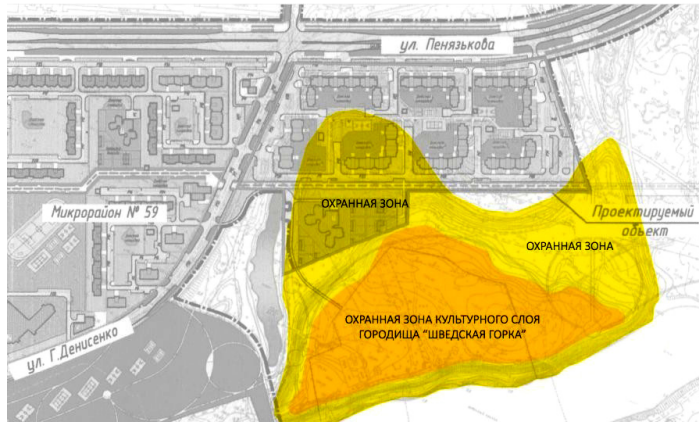 ул. Пенязькова
ОХРАННАЯ ЗОНА
Микрорайон № 59
Проектируемый
объект
ОХРАННАЯ ЗОНА
ОХРАННАЯ ЗОНА КУЛЬТУРНОГО СЛОЯ
ГОРОДИЩА "ШВЕДСКАЯ ГОРКА"
ул. Г.Денисенко